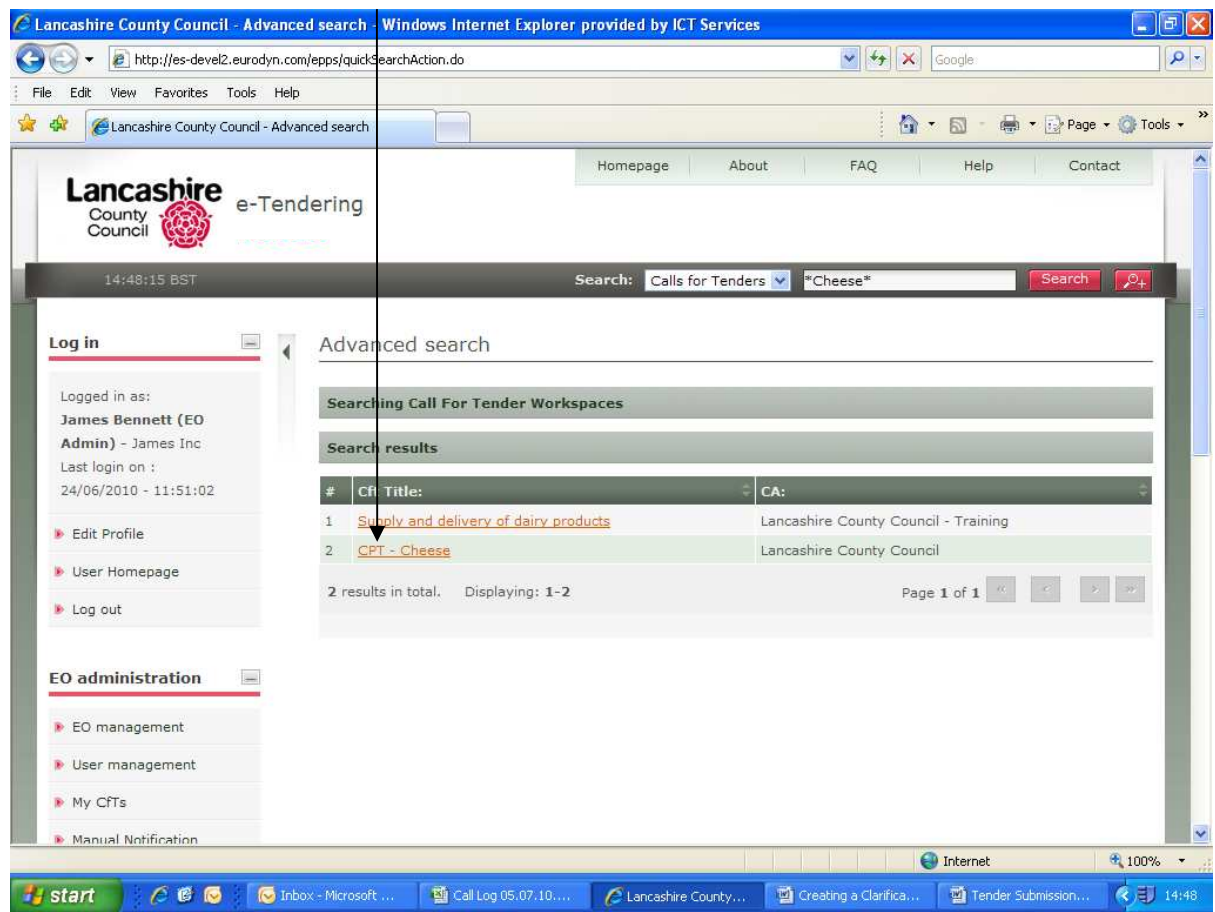 Lancashire County Council - Advanced search - Windows Internet Explorer provided by ICT Services
http://es-devel2.eurodyn.com/epps/quickSearchAction.do
Google
File Edit View Favorites Tools Help
Lancashire County Council - Advanced search
Page Tools
Homepage About FAQ Help Contact
Lancashire
County
Council
e-Tendering
14:48:15 BST
Search: Calls for Tenders *Cheese* Search
Log in
Logged in as:
James Bennett (EO
Admin) - James Inc
Last login on :
24/06/2010 - 11:51:02
Edit Profile
User Homepage
Log out
EO administration
EO management
User management
My CfTs
Manual Notification
Advanced search
Searching Call For Tender Workspaces
Search results
# Cft Title: CA:
1 Supply and delivery of dairy products Lancashire County Council - Training
2 CPT - Cheese Lancashire County Council
2 results in total. Displaying: 1-2 Page 1 of 1
Internet 100%
start Inbox - Microsoft ... Call Log 05.07.10.... Lancashire County... Creating a Clarifica... Tender Submission... 14:48